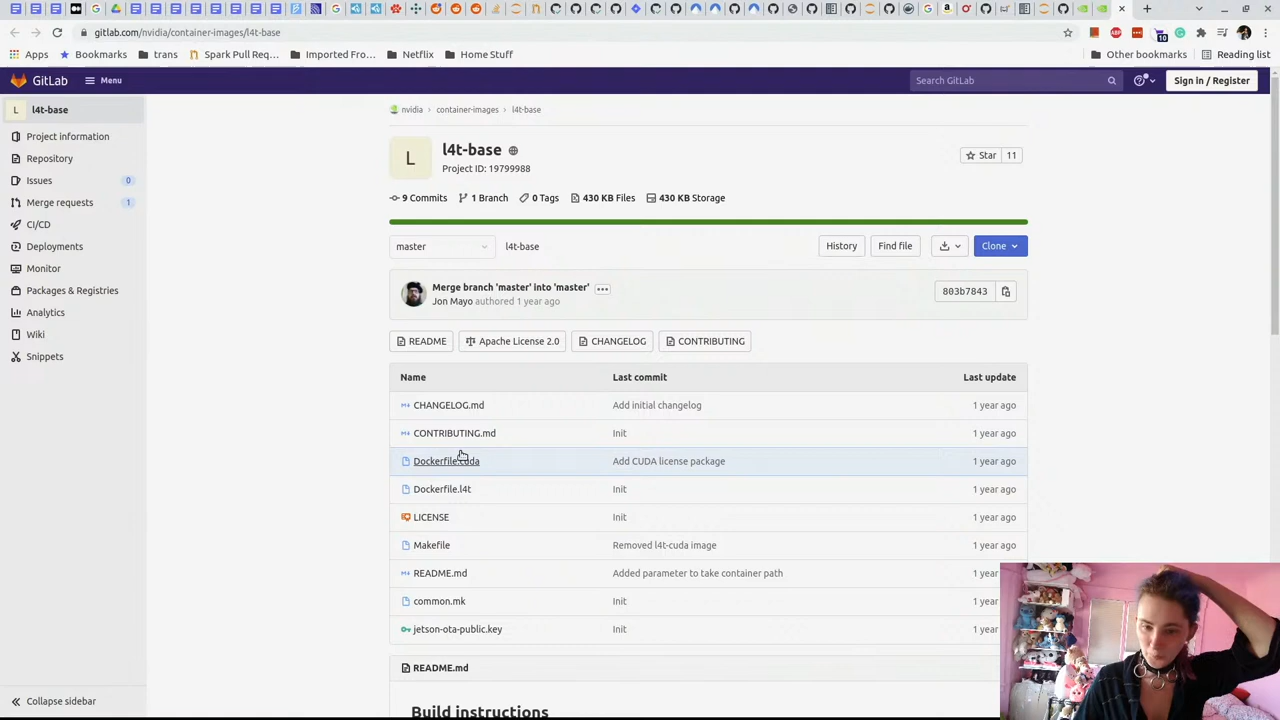 gitlab.com/nvidia/container-images/l4t-base
Apps
Bookmarks
trans
Spark Pull Req...
Imported Fro...
Netflix
Home Stuff
Other bookmarks
Reading list
GitLab
Menu
Search GitLab
Sign in / Register
L
l4t-base
Project information
Repository
Issues
0
Merge requests
1
CI/CD
Deployments
Monitor
Packages & Registries
Analytics
Wiki
Snippets
Collapse sidebar
nvidia › container-images › l4t-base
L
l4t-base
Project ID: 19799988
Star
11
9 Commits
1 Branch
0 Tags
430 KB Files
430 KB Storage
master
l4t-base
History
Find file
Clone
Merge branch 'master' into 'master'
Jon Mayo authored 1 year ago
803b7843
README
Apache License 2.0
CHANGELOG
CONTRIBUTING
Name Last commit Last update
CHANGELOG.md Add initial changelog 1 year ago
CONTRIBUTING.md Init 1 year ago
Dockerfile.cuda Add CUDA license package 1 year ago
Dockerfile.l4t Init 1 year ago
LICENSE Init 1 year ago
Makefile Removed l4t-cuda image 1 year ago
README.md Added parameter to take container path 1 ye
common.mk Init 1 ye
jetson-ota-public.key Init 1 ye
README.md
Build instructions